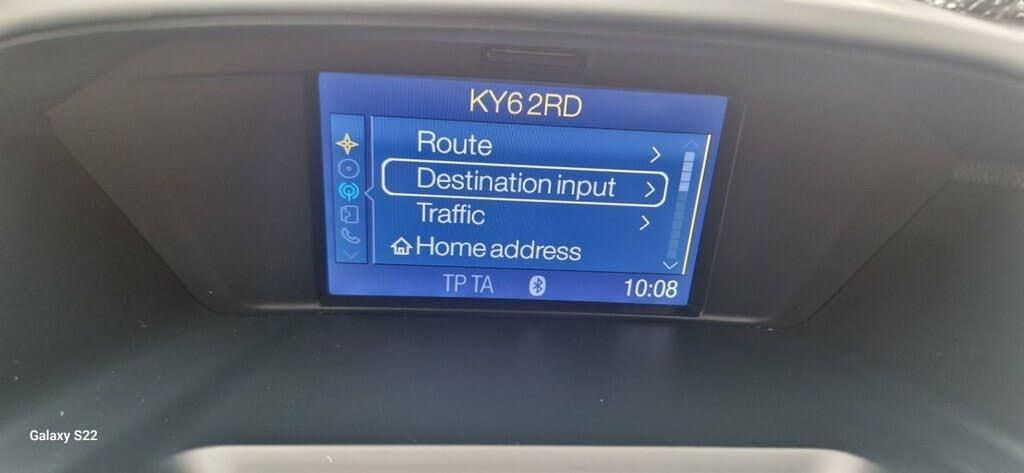 KY6 2RD
Route
Destination input
Traffic
Home address
TP TA
10:08
Galaxy S22